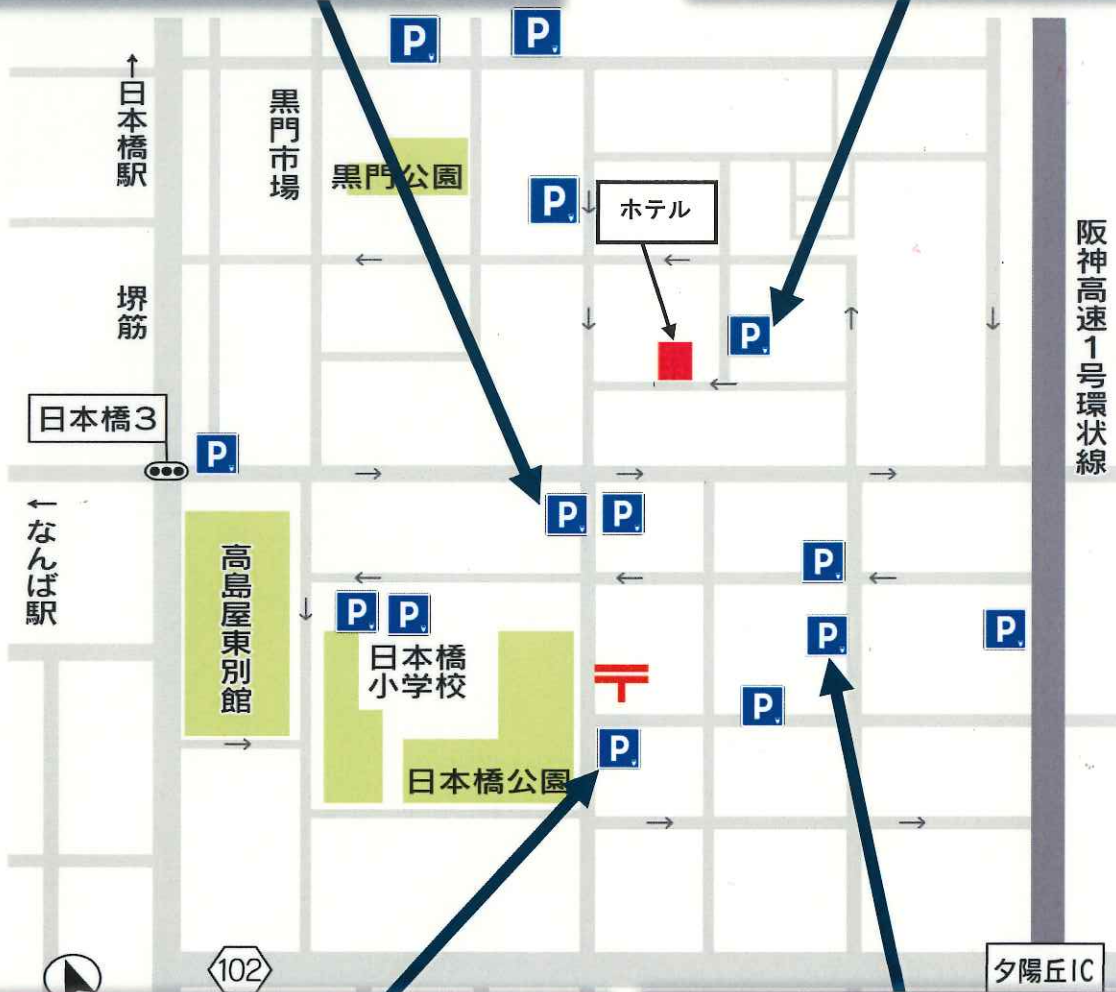 P
P
↑日本橋駅
黒門市場
黒門公園
P
ホテル
阪神高速1号環状線
堺筋
P
日本橋3
P
←なんば駅
P
P
高島屋東別館
P
P
P
P
P
日本橋
小学校
〒
P
P
日本橋公園
102
夕陽丘IC